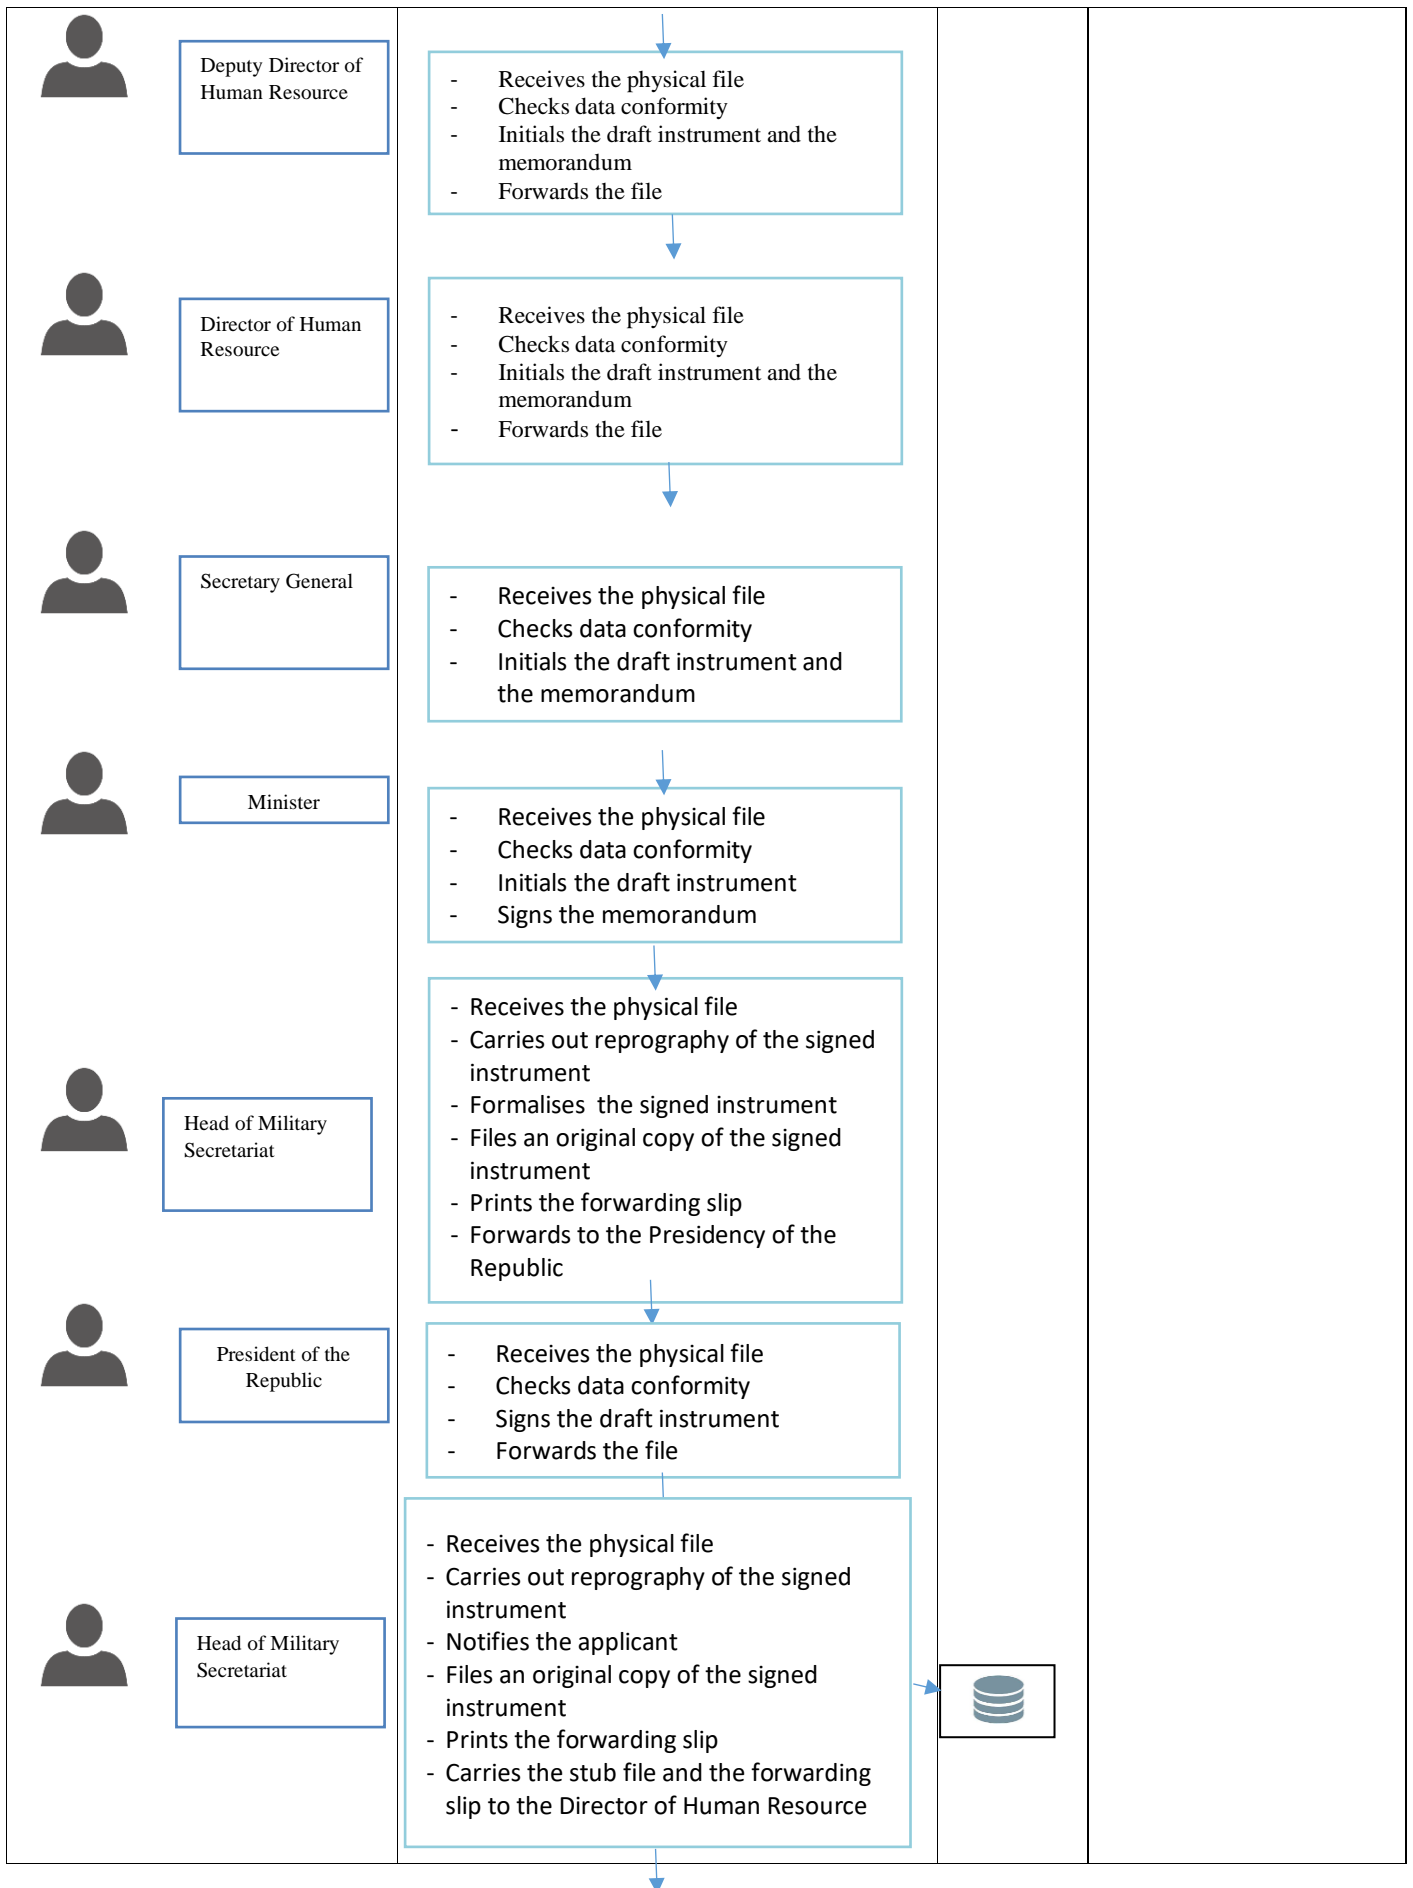 Deputy Director of
Human Resource
- Receives the physical file
- Checks data conformity
- Initials the draft instrument and the
memorandum
- Forwards the file
Director of Human
Resource
- Receives the physical file
- Checks data conformity
- Initials the draft instrument and the
memorandum
- Forwards the file
Secretary General
- Receives the physical file
- Checks data conformity
- Initials the draft instrument and
the memorandum
Minister
- Receives the physical file
- Checks data conformity
- Initials the draft instrument
- Signs the memorandum
Head of Military
Secretariat
- Receives the physical file
- Carries out reprography of the signed
instrument
- Formalises the signed instrument
- Files an original copy of the signed
instrument
- Prints the forwarding slip
- Forwards to the Presidency of the
Republic
President of the
Republic
- Receives the physical file
- Checks data conformity
- Signs the draft instrument
- Forwards the file
Head of Military
Secretariat
- Receives the physical file
- Carries out reprography of the signed
instrument
- Notifies the applicant
- Files an original copy of the signed
instrument
- Prints the forwarding slip
- Carries the stub file and the forwarding
slip to the Director of Human Resource